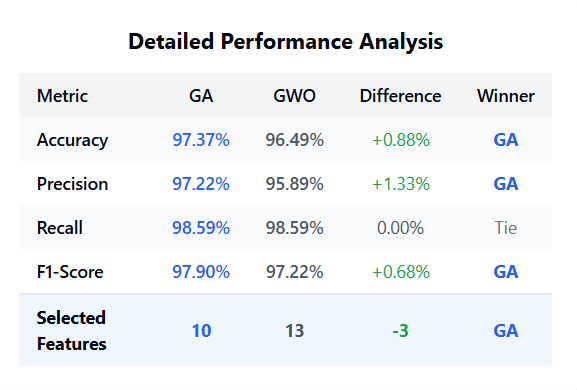 Detailed Performance Analysis
Metric GA GWO Difference Winner
Accuracy 97.37% 96.49% +0.88% GA
Precision 97.22% 95.89% +1.33% GA
Recall 98.59% 98.59% 0.00% Tie
F1-Score 97.90% 97.22% +0.68% GA
Selected
Features 10 13 -3 GA